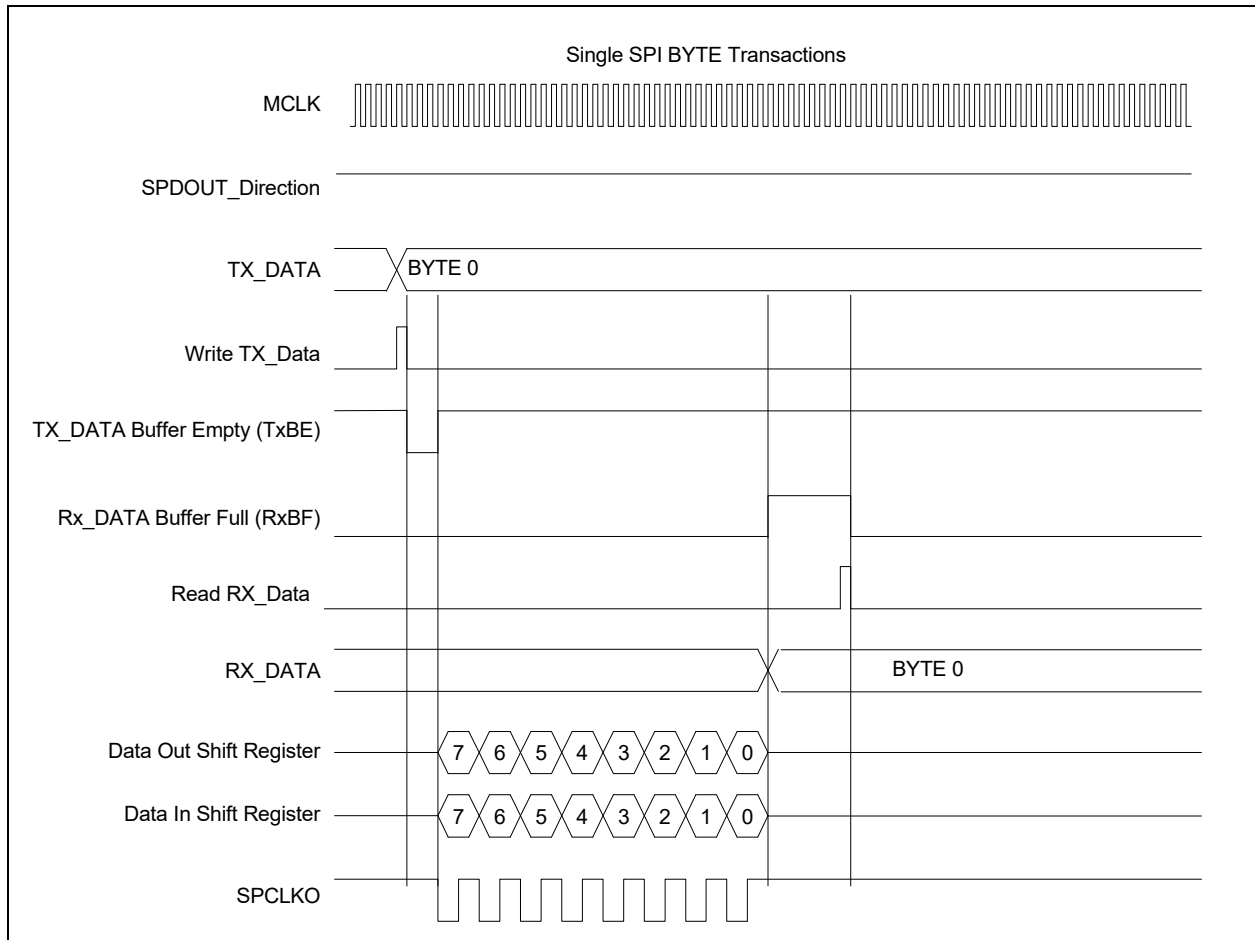 Single SPI BYTE Transactions
MCLK
SPDOUT_Direction
TX_DATA
BYTE 0
Write TX_Data
TX_DATA Buffer Empty (TxBE)
Rx_DATA Buffer Full (RxBF)
Read RX_Data
RX_DATA
BYTE 0
Data Out Shift Register
7 6 5 4 3 2 1 0
Data In Shift Register
7 6 5 4 3 2 1 0
SPCLKO